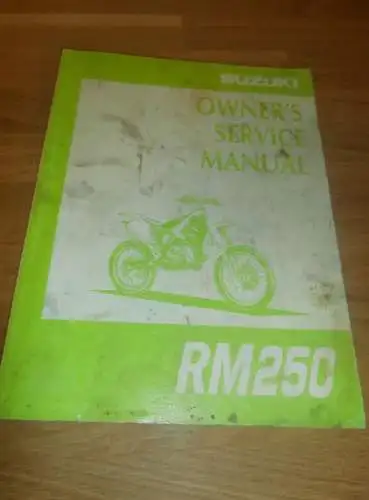 SUZUKI
OWNER'S
SERVICE
MANUAL
RM250